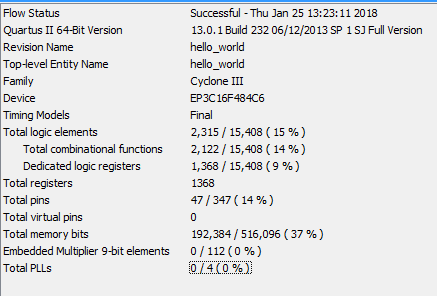 Flow Status Successful - Thu Jan 25 13:23:11 2018
Quartus II 64-Bit Version 13.0.1 Build 232 06/12/2013 SP 1 SJ Full Version
Revision Name hello_world
Top-level Entity Name hello_world
Family Cyclone III
Device EP3C16F484C6
Timing Models Final
Total logic elements 2,315 / 15,408 ( 15 % )
Total combinational functions 2,122 / 15,408 ( 14 % )
Dedicated logic registers 1,368 / 15,408 ( 9 % )
Total registers 1368
Total pins 47 / 347 ( 14 % )
Total virtual pins 0
Total memory bits 192,384 / 516,096 ( 37 % )
Embedded Multiplier 9-bit elements 0 / 112 ( 0 % )
Total PLLs 0 / 4 ( 0 % )